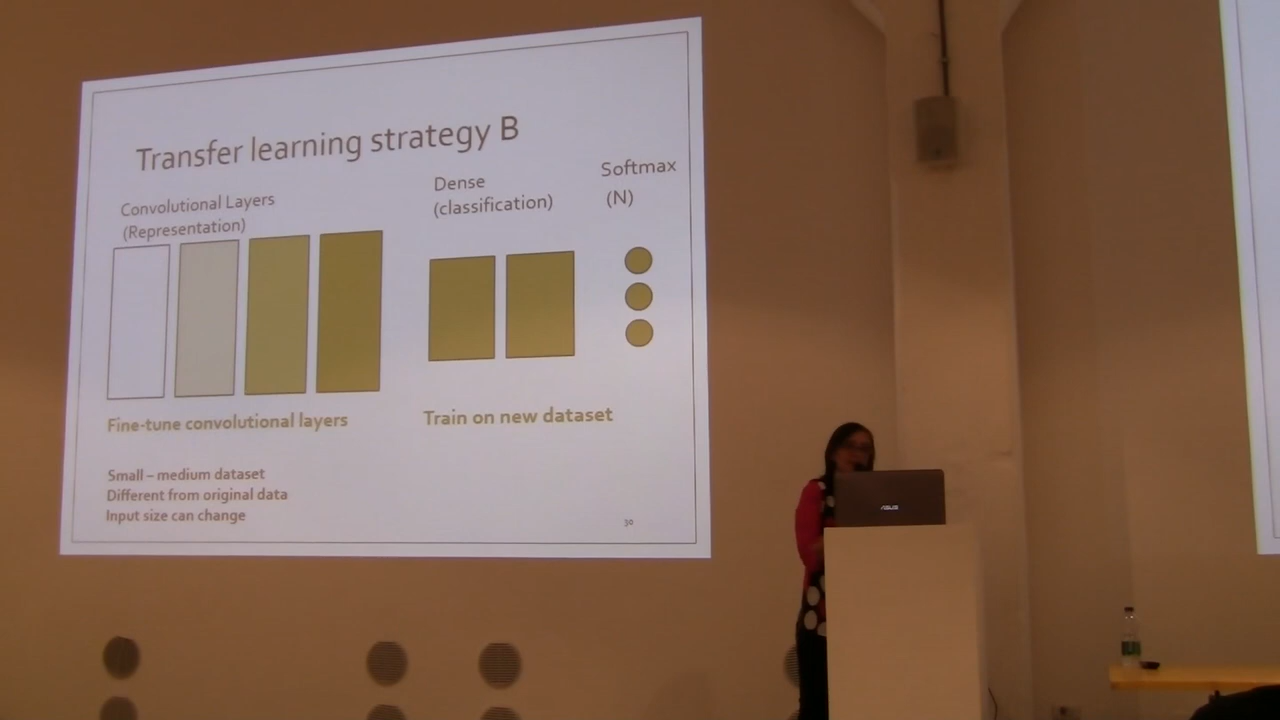 Transfer learning strategy B
Convolutional Layers
(Representation)
Dense
(classification)
Softmax
(N)
Fine-tune convolutional layers
Train on new dataset
Small – medium dataset
Different from original data
Input size can change
30
ASUS